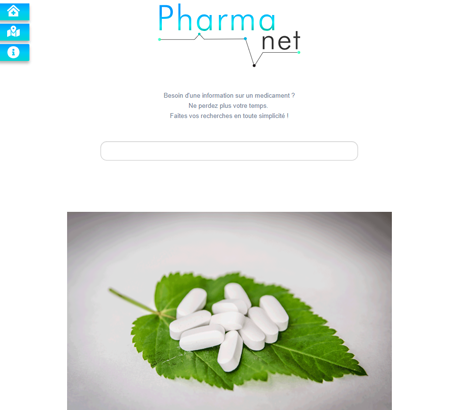 Pharma
net
Besoin d'une information sur un medicament ?
Ne perdez plus votre temps.
Faites vos recherches en toute simplicité !